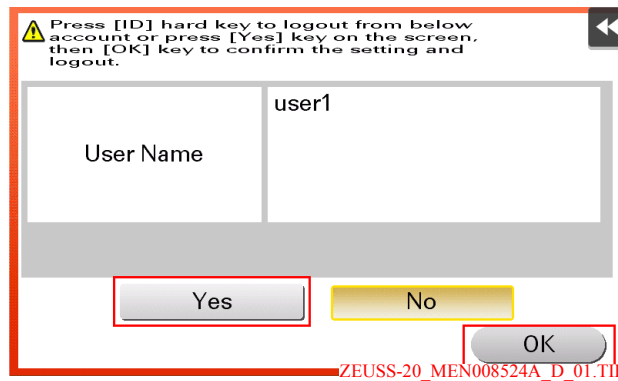 Press [ID] hard key to logout from below
account or press [Yes] key on the screen,
then [OK] key to confirm the setting and
logout.
User Name
user1
Yes
No
OK
ZEUSS-20_MEN008524A_D_01.TII